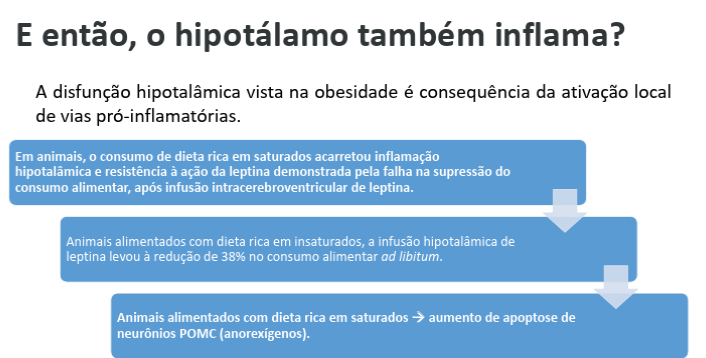 E então, o hipotálamo também inflama?
A disfunção hipotalâmica vista na obesidade é consequência da ativação local
de vias pró-inflamatórias.
Em animais, o consumo de dieta rica em saturados acarretou inflamação
hipotalâmica e resistência à ação da leptina demonstrada pela falha na supressão do
consumo alimentar, após infusão intracerebroventricular de leptina.
Animais alimentados com dieta rica em insaturados, a infusão hipotalâmica de
leptina levou à redução de 38% no consumo alimentar ad libitum.
Animais alimentados com dieta rica em saturados → aumento de apoptose de
neurônios POMC (anorexígenos).